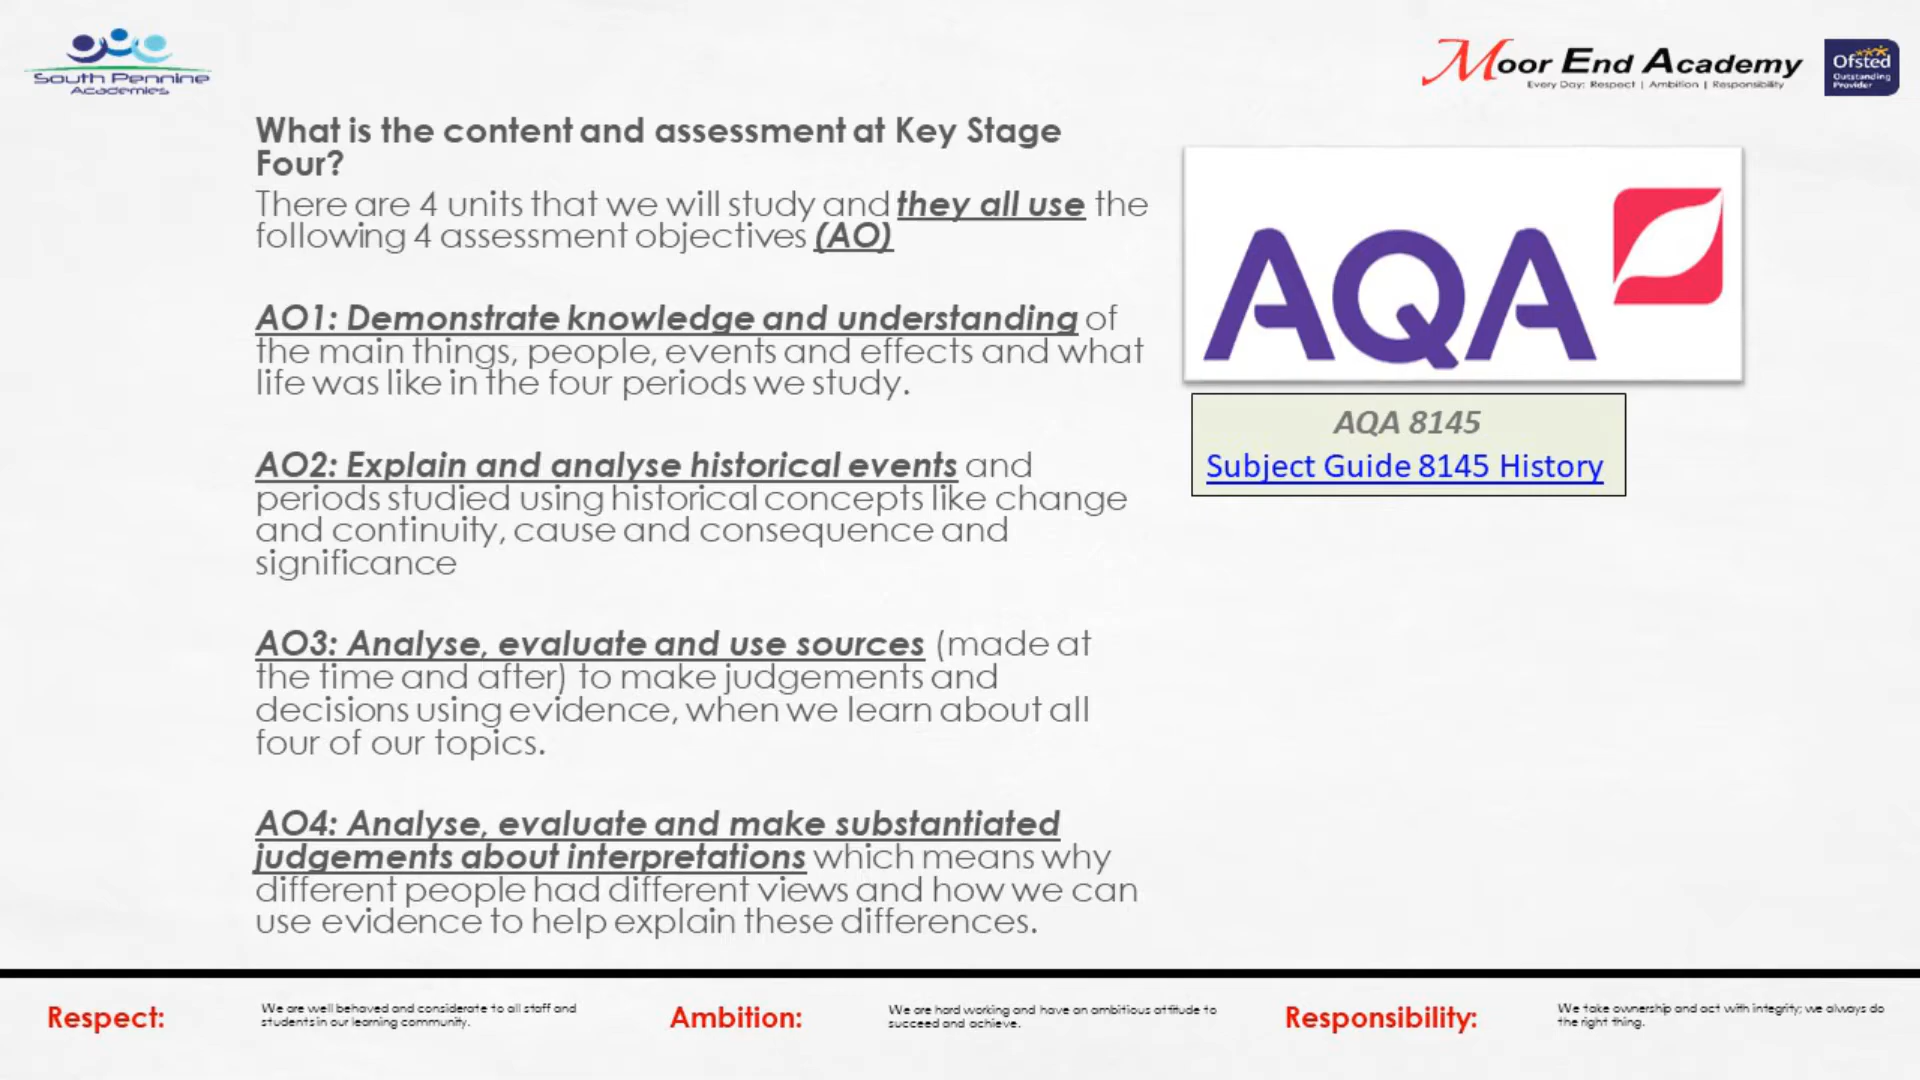 South Pennine
Academies
Moor End Academy
Every Day: Respect | Ambition | Responsibility
Ofsted
Outstanding
Provider
What is the content and assessment at Key Stage
Four?
There are 4 units that we will study and they all use the
following 4 assessment objectives (AO)
AO1: Demonstrate knowledge and understanding of
the main things, people, events and effects and what
life was like in the four periods we study.
AO2: Explain and analyse historical events and
periods studied using historical concepts like change
and continuity, cause and consequence and
significance
AO3: Analyse, evaluate and use sources (made at
the time and after) to make judgements and
decisions using evidence, when we learn about all
four of our topics.
AO4: Analyse, evaluate and make substantiated
judgements about interpretations which means why
different people had different views and how we can
use evidence to help explain these differences.
AQA
AQA 8145
Subject Guide 8145 History
Respect:
We are well behaved and considerate to all staff and
students in our learning community.
Ambition:
We are hard working and have an ambitious attitude to
succeed and achieve.
Responsibility:
We take ownership and act with integrity; we always do
the right thing.